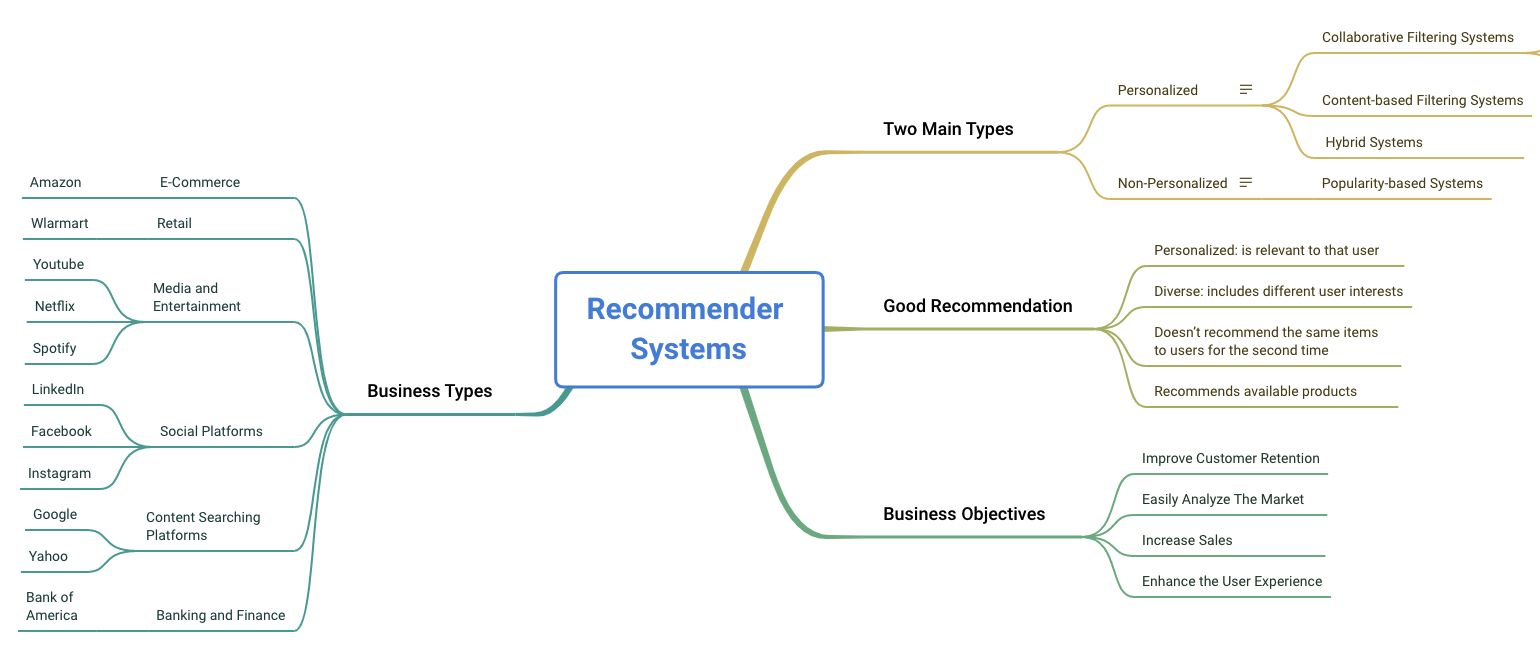 Recommender
Systems
Two Main Types
Personalized
Collaborative Filtering Systems
Content-based Filtering Systems
Hybrid Systems
Non-Personalized
Popularity-based Systems
Good Recommendation
Personalized: is relevant to that user
Diverse: includes different user interests
Doesn’t recommend the same items
to users for the second time
Recommends available products
Business Objectives
Improve Customer Retention
Easily Analyze The Market
Increase Sales
Enhance the User Experience
Business Types
E-Commerce
Amazon
Retail
Wlarmart
Media and
Entertainment
Youtube
Netflix
Spotify
Social Platforms
LinkedIn
Facebook
Instagram
Content Searching
Platforms
Google
Yahoo
Banking and Finance
Bank of
America